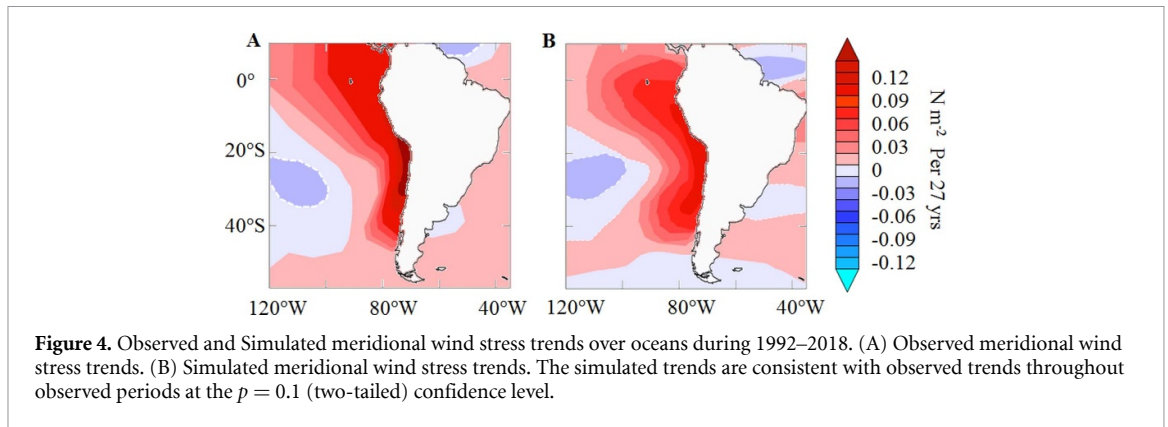 A
B
0°
20°S
40°S
120°W
80°W
40°W
120°W
80°W
40°W
0.12
0.09
0.06
0.03
0
-0.03
-0.06
-0.09
-0.12
N m⁻² Per 27 yrs
Figure 4. Observed and Simulated meridional wind stress trends over oceans during 1992–2018. (A) Observed meridional wind
stress trends. (B) Simulated meridional wind stress trends. The simulated trends are consistent with observed trends throughout
observed periods at the p = 0.1 (two-tailed) confidence level.